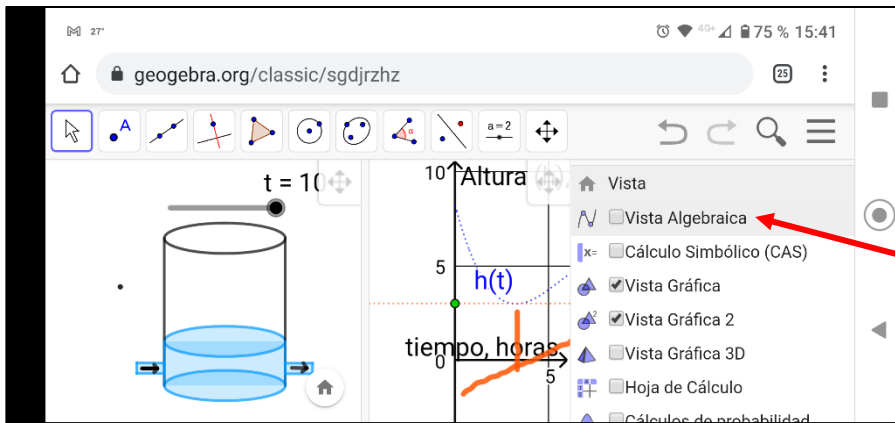 27°
4G+ 75 % 15:41
geogebra.org/classic/sgdjrzhz
25
A
α
a=2
t = 10
10
Altura
5
h(t)
tiempo, horas
0
5
Vista
Vista Algebraica
x=
Cálculo Simbólico (CAS)
Vista Gráfica
2
Vista Gráfica 2
Vista Gráfica 3D
Hoja de Cálculo
Cálculos de probabilidad